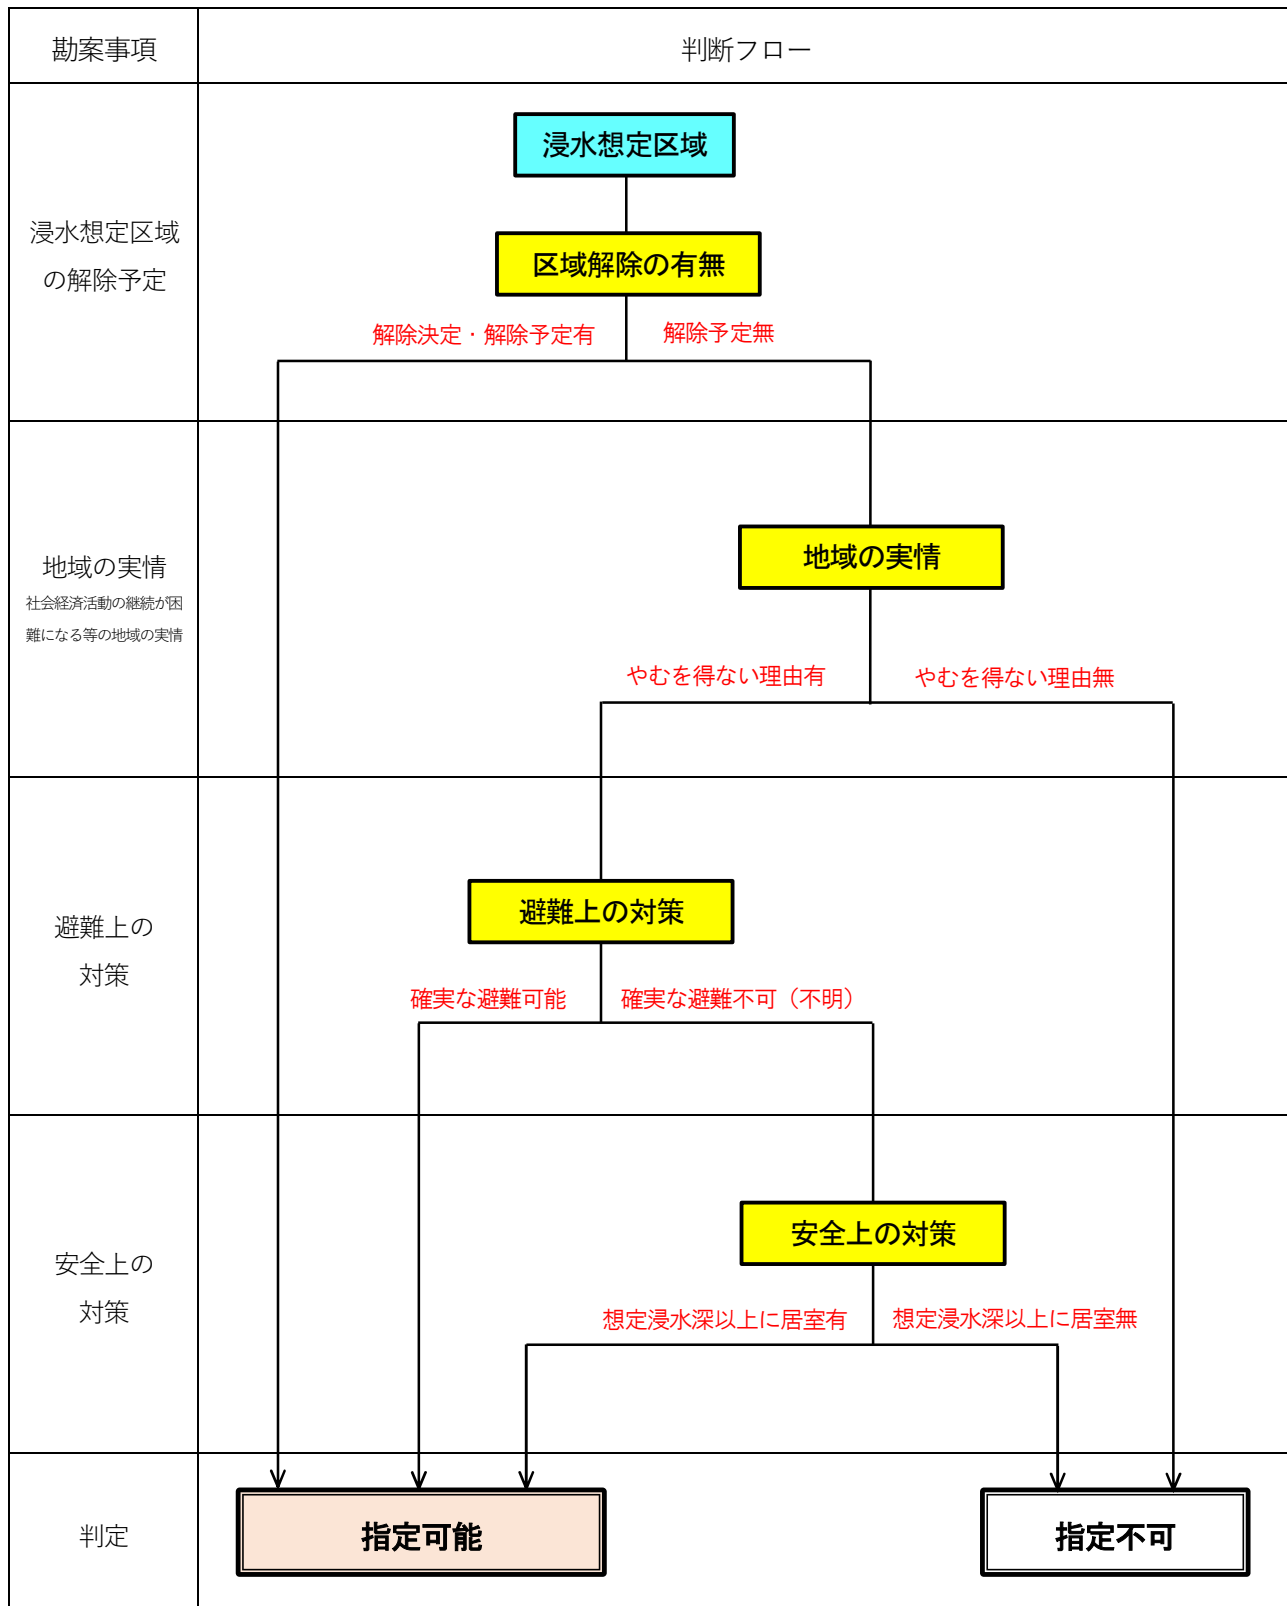 勘案事項
判断フロー
浸水想定区域
の解除予定
浸水想定区域
区域解除の有無
解除決定・解除予定有
解除予定無
地域の実情
社会経済活動の継続が困
難になる等の地域の実情
地域の実情
やむを得ない理由有
やむを得ない理由無
避難上の
対策
避難上の対策
確実な避難可能
確実な避難不可（不明）
安全上の
対策
安全上の対策
想定浸水深以上に居室有
想定浸水深以上に居室無
判定
指定可能
指定不可